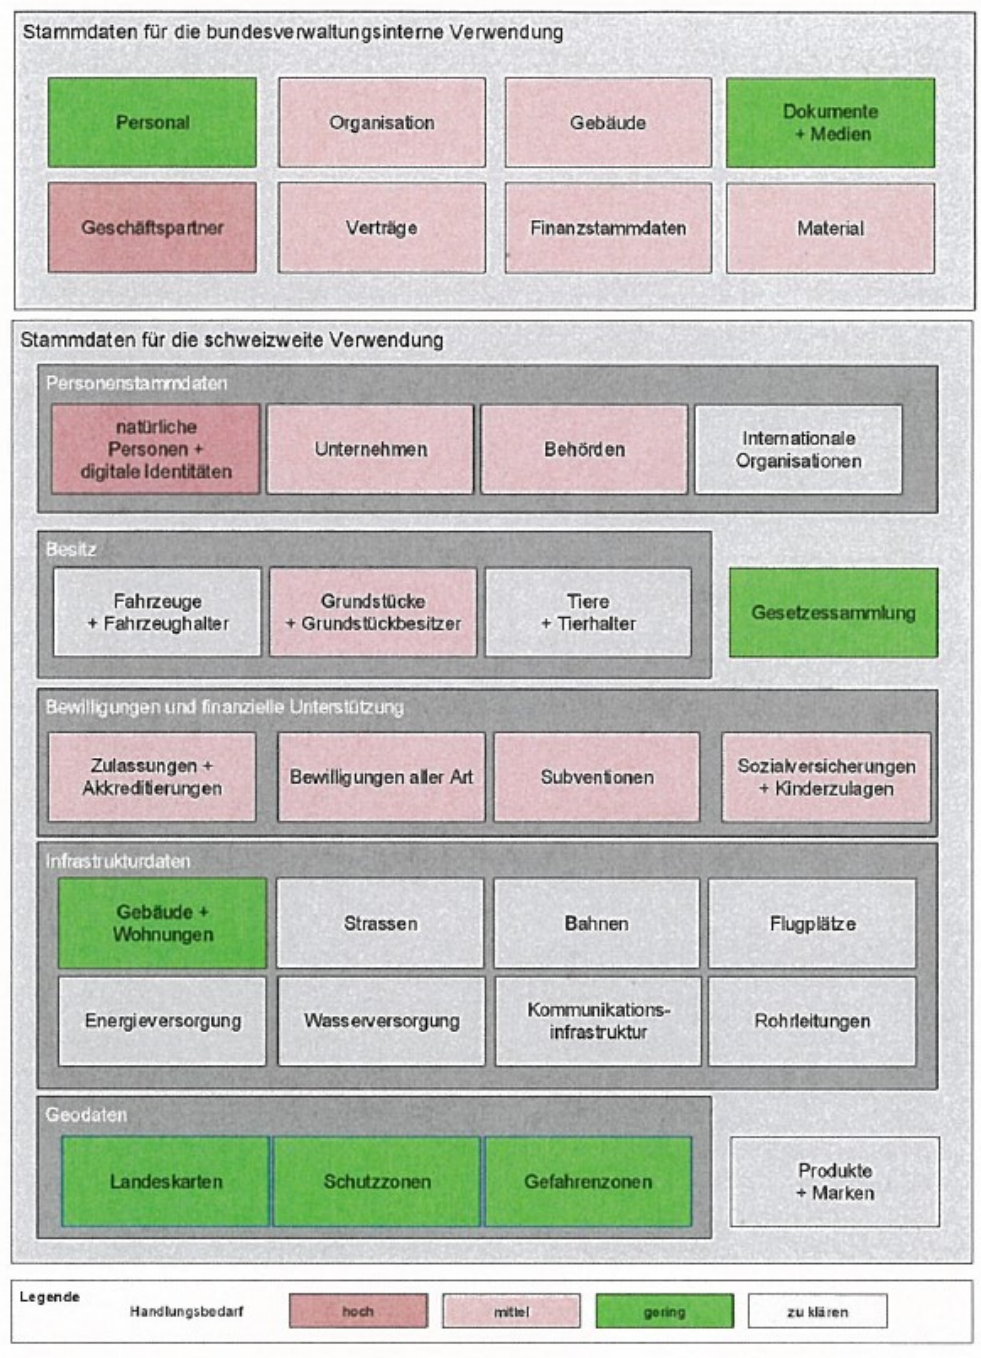 Stammdaten für die bundesverwaltungsinterne Verwendung
Personal
Organisation
Gebäude
Dokumente
+ Medien
Geschäftspartner
Verträge
Finanzstammdaten
Material
Stammdaten für die schweizweite Verwendung
Personenstammdaten
natürliche
Personen +
digitale Identitäten
Unternehmen
Behörden
Internationale
Organisationen
Besitz
Fahrzeuge
+ Fahrzeughalter
Grundstücke
+ Grundstückbesitzer
Tiere
+ Tierhalter
Gesetzessammlung
Bewilligungen und finanzielle Unterstützung
Zulassungen +
Akkreditierungen
Bewilligungen aller Art
Subventionen
Sozialversicherungen
+ Kinderzulagen
Infrastrukturdaten
Gebäude +
Wohnungen
Strassen
Bahnen
Flugplätze
Energieversorgung
Wasserversorgung
Kommunikations-
infrastruktur
Rohrleitungen
Geodaten
Landeskarten
Schutzzonen
Gefahrenzonen
Produkte
+ Marken
Legende
Handlungsbedarf
hoch
mittel
gering
zu klären